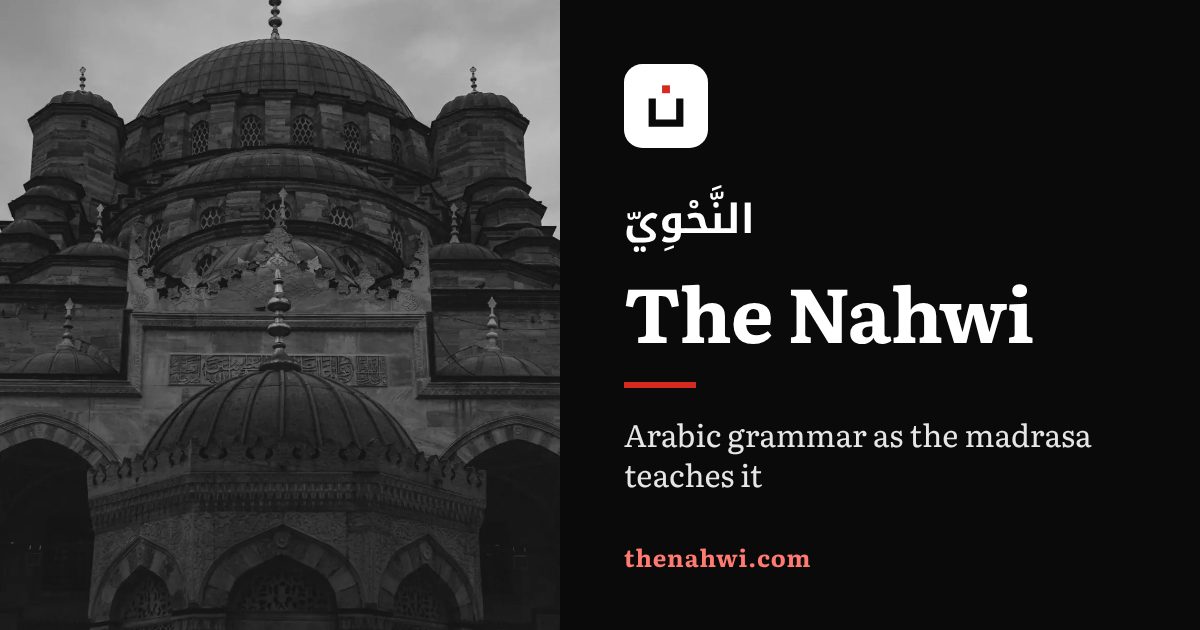 ن
النَّحْوِيّ
The Nahwi
Arabic grammar as the madrasa
teaches it
thenahwi.com